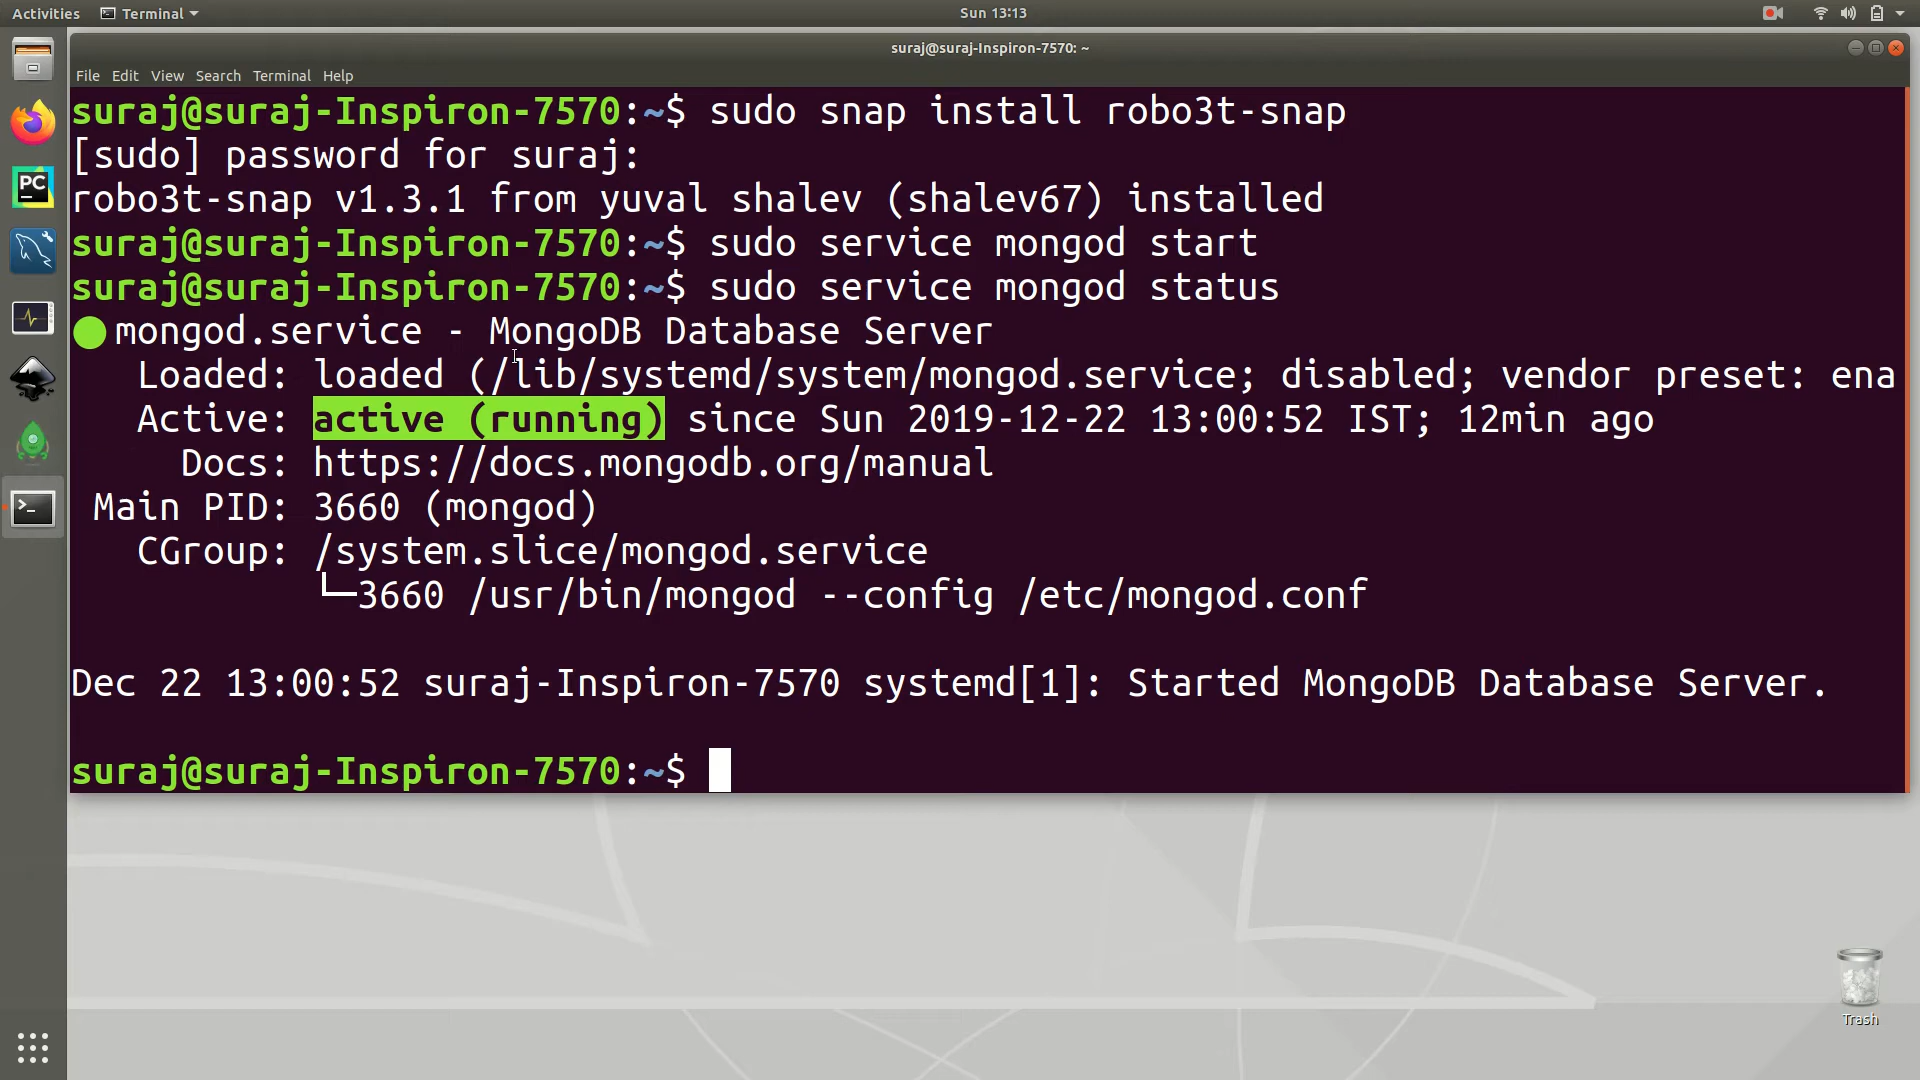 Activities Terminal Sun 13:13
suraj@suraj-Inspiron-7570: ~
File Edit View Search Terminal Help
suraj@suraj-Inspiron-7570:~$ sudo snap install robo3t-snap
[sudo] password for suraj:
robo3t-snap v1.3.1 from yuval shalev (shalev67) installed
suraj@suraj-Inspiron-7570:~$ sudo service mongod start
suraj@suraj-Inspiron-7570:~$ sudo service mongod status
● mongod.service - MongoDB Database Server
Loaded: loaded (/lib/systemd/system/mongod.service; disabled; vendor preset: ena
Active: active (running) since Sun 2019-12-22 13:00:52 IST; 12min ago
Docs: https://docs.mongodb.org/manual
Main PID: 3660 (mongod)
CGroup: /system.slice/mongod.service
└─3660 /usr/bin/mongod --config /etc/mongod.conf
Dec 22 13:00:52 suraj-Inspiron-7570 systemd[1]: Started MongoDB Database Server.
suraj@suraj-Inspiron-7570:~$
PC
>_
Trash